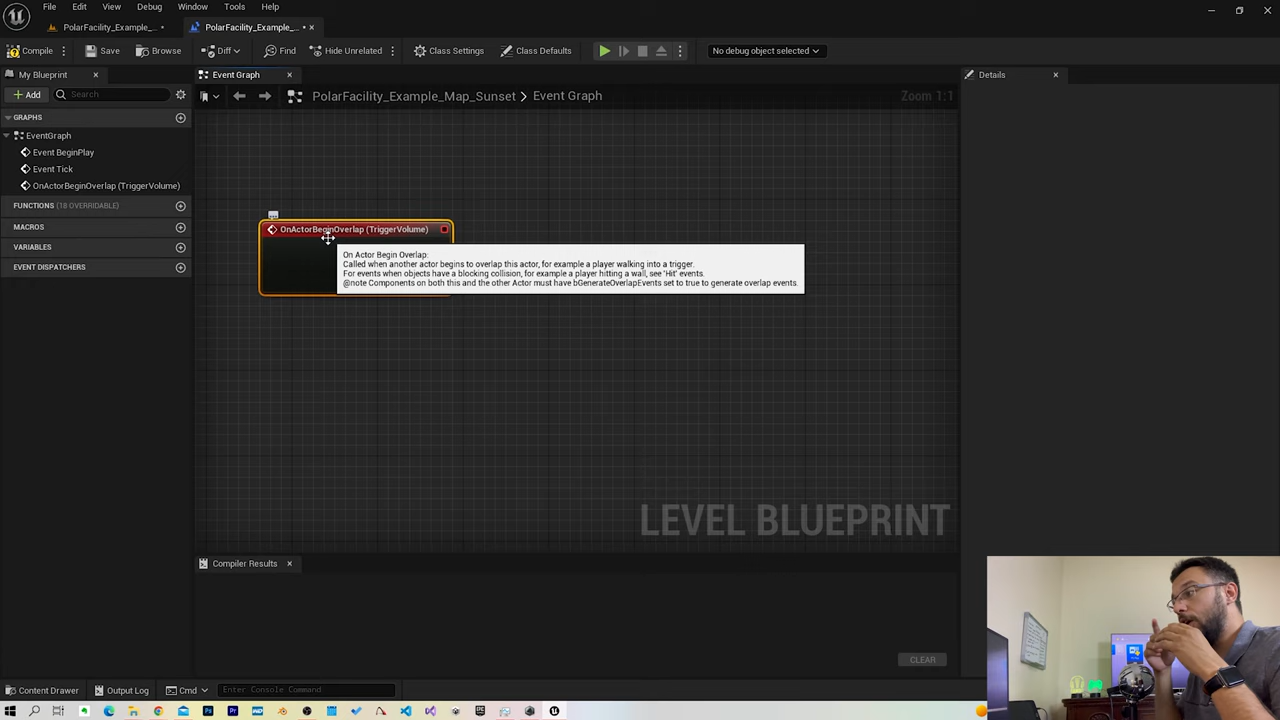 File Edit View Debug Window Tools Help
PolarFacility_Example_... •
PolarFacility_Example_... •
Compile Save Browse Diff Find Hide Unrelated Class Settings Class Defaults No debug object selected
My Blueprint
Event Graph
Details
Add
Search
PolarFacility_Example_Map_Sunset > Event Graph
Zoom 1:1
GRAPHS
EventGraph
Event BeginPlay
Event Tick
OnActorBeginOverlap (TriggerVolume)
FUNCTIONS (18 OVERRIDABLE)
MACROS
VARIABLES
EVENT DISPATCHERS
OnActorBeginOverlap (TriggerVolume)
On Actor Begin Overlap:
Called when another actor begins to overlap this actor, for example a player walking into a trigger.
For events when objects have a blocking collision, for example a player hitting a wall, see 'Hit' events.
@note Components on both this and the other Actor must have bGenerateOverlapEvents set to true to generate overlap events.
LEVEL BLUEPRINT
Compiler Results
CLEAR
Content Drawer Output Log Cmd Enter Console Command